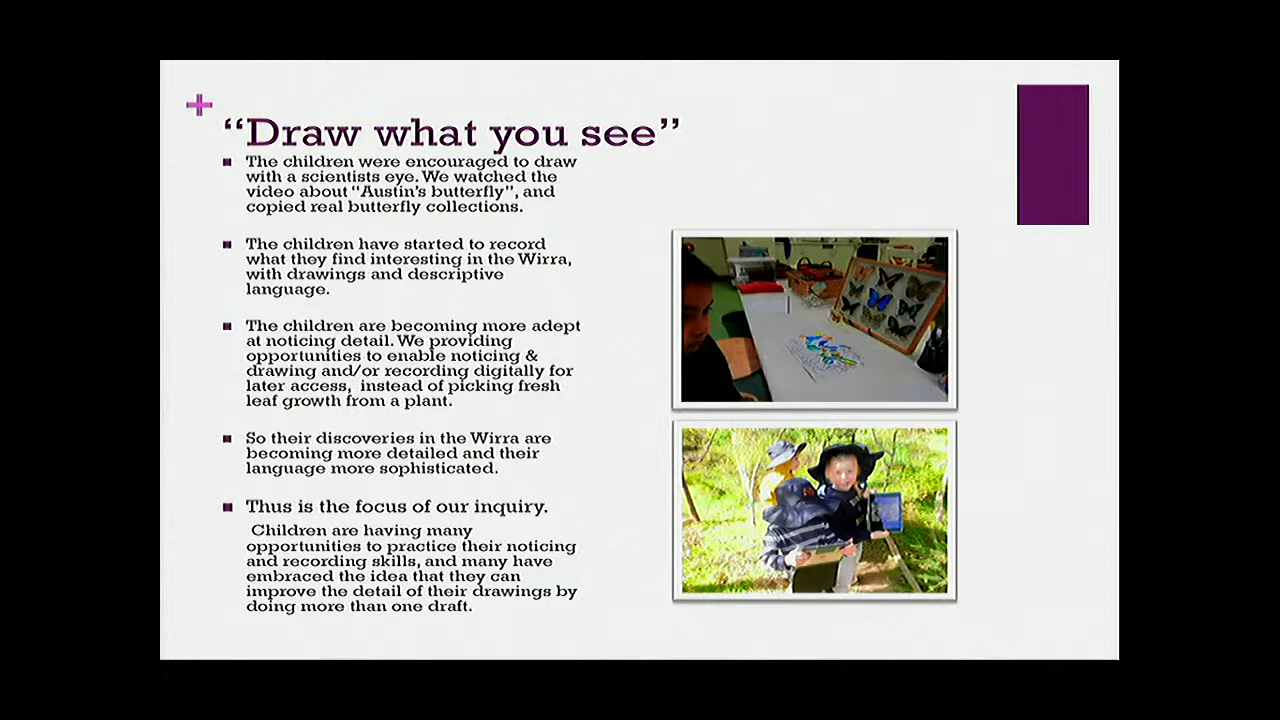 “Draw what you see”
The children were encouraged to draw
with a scientists eye. We watched the
video about “Austin’s butterfly”, and
copied real butterfly collections.
The children have started to record
what they find interesting in the Wirra,
with drawings and descriptive
language.
The children are becoming more adept
at noticing detail. We providing
opportunities to enable noticing &
drawing and/or recording digitally for
later access, instead of picking fresh
leaf growth from a plant.
So their discoveries in the Wirra are
becoming more detailed and their
language more sophisticated.
Thus is the focus of our inquiry.
Children are having many
opportunities to practice their noticing
and recording skills, and many have
embraced the idea that they can
improve the detail of their drawings by
doing more than one draft.